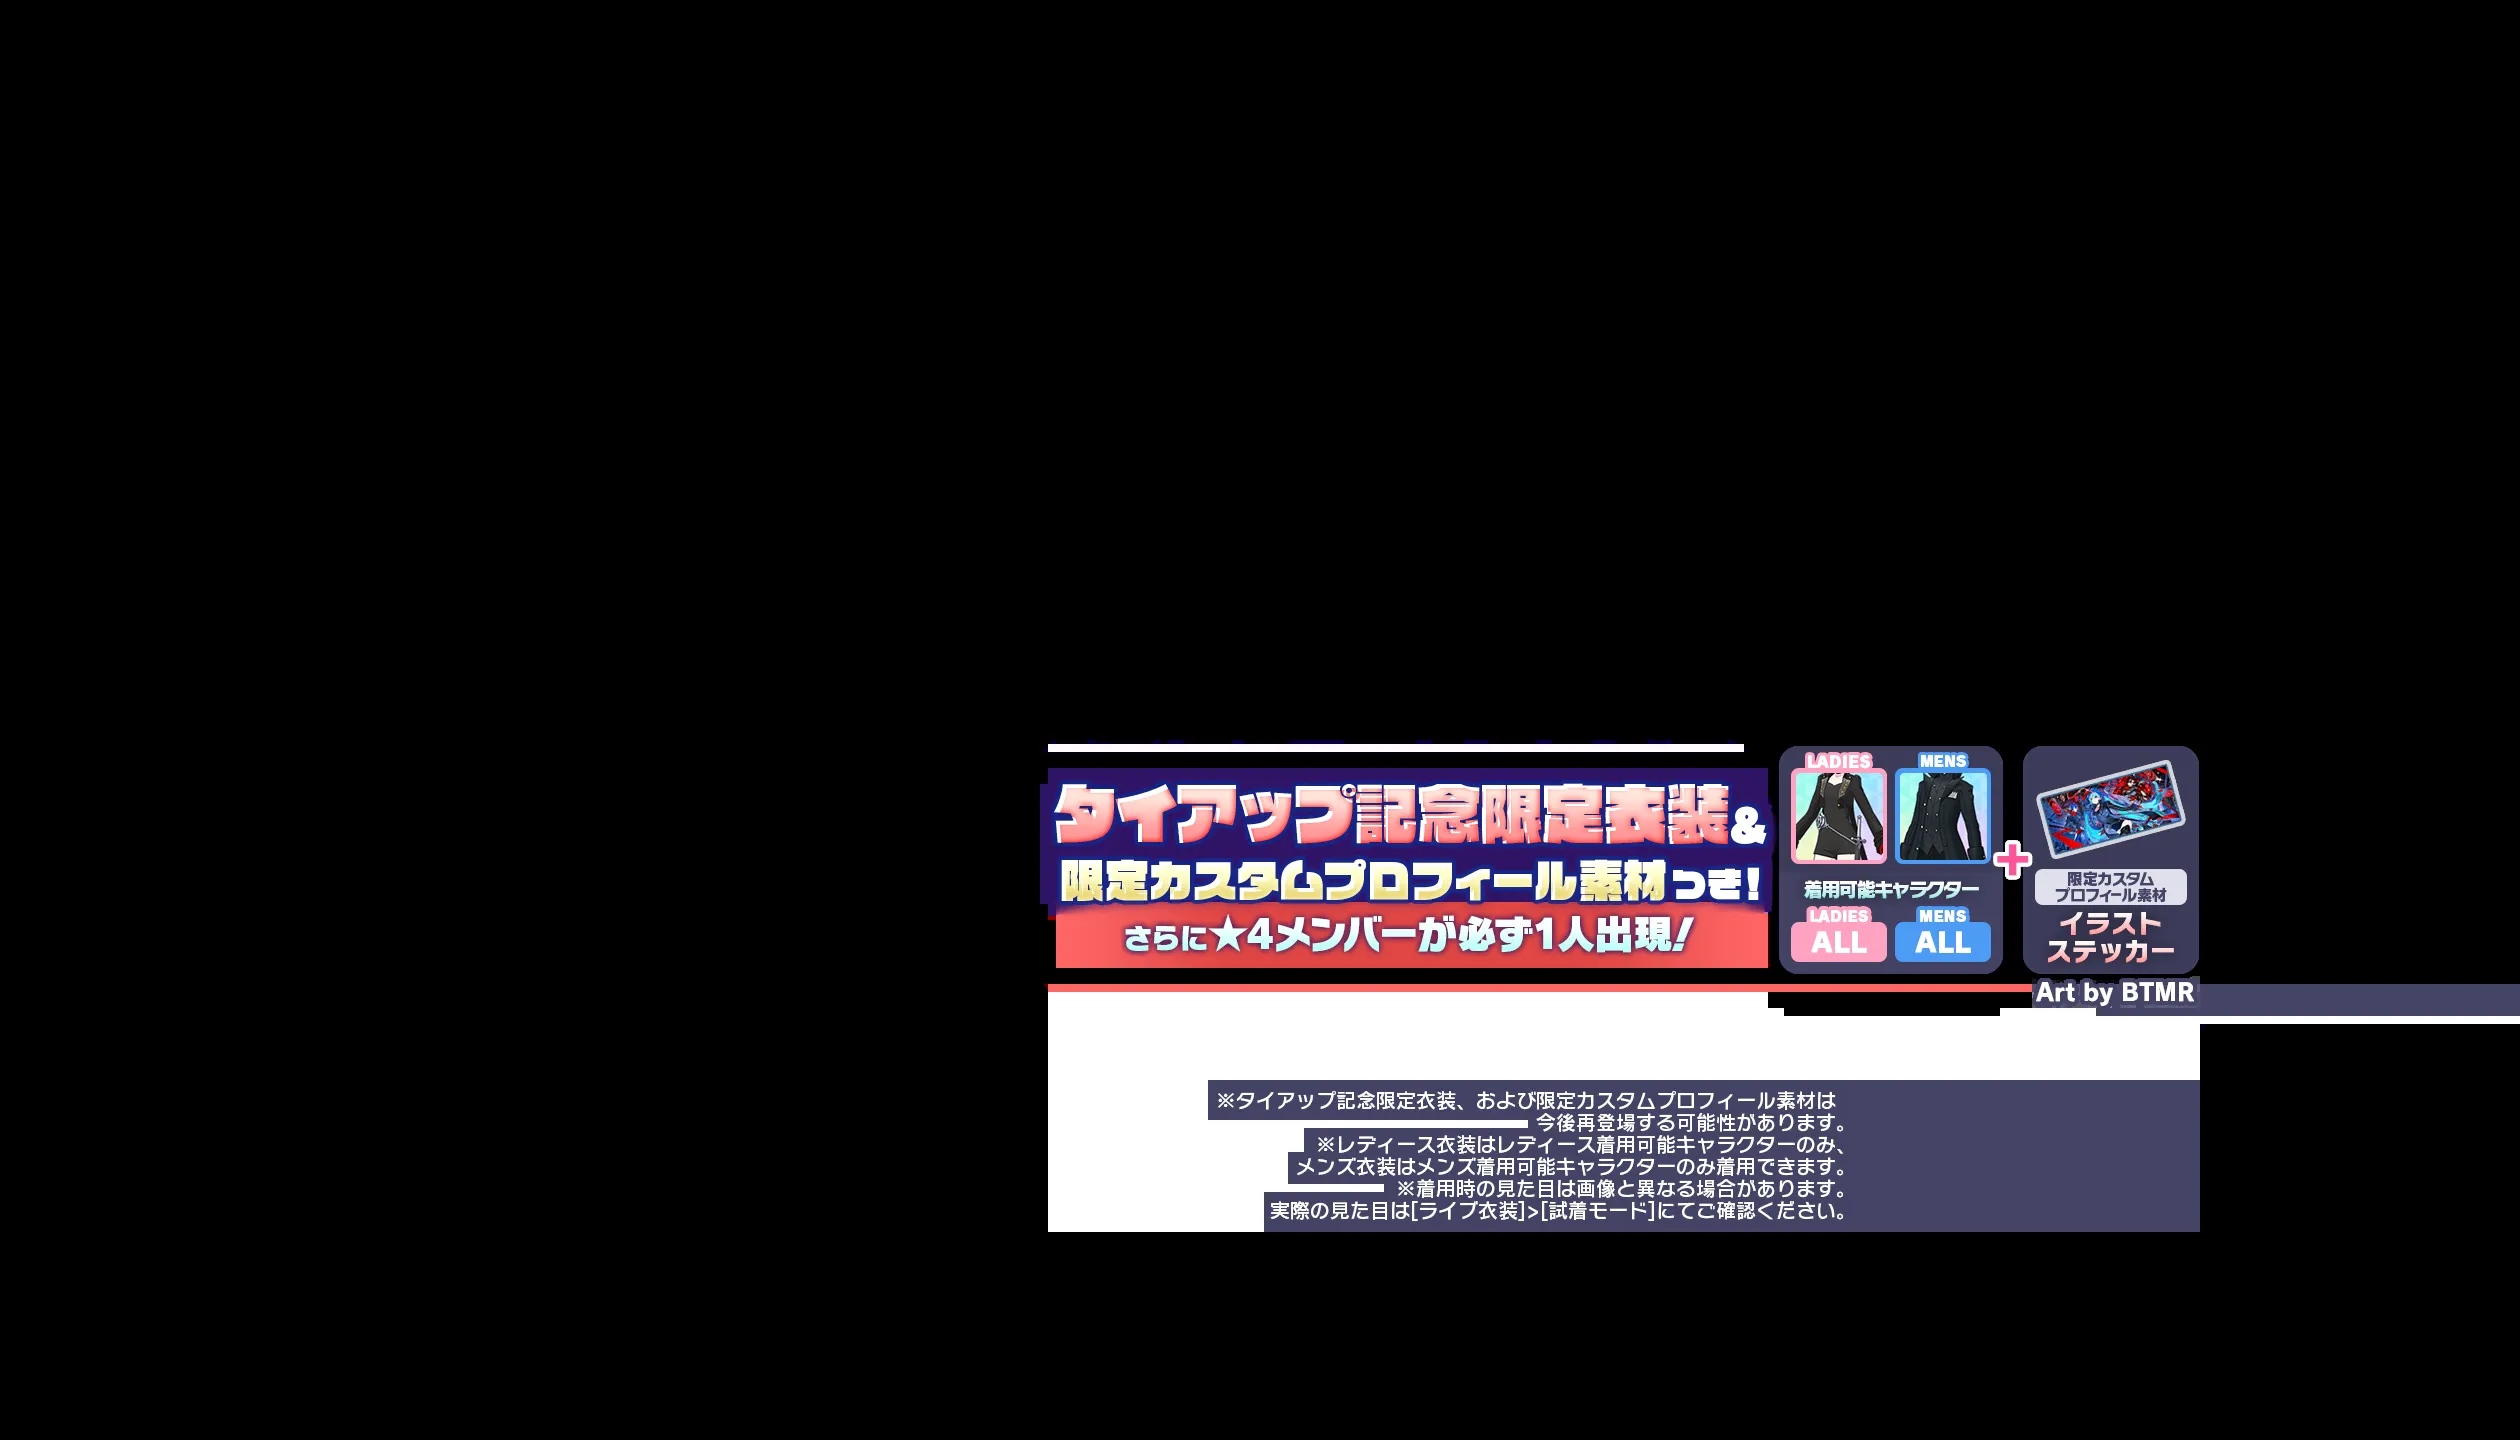 タイアップ記念限定衣装&
限定カスタムプロフィール素材つき!
さらに★4メンバーが必ず1人出現!
LADIES
MENS
着用可能キャラクター
LADIES
MENS
ALL
ALL
+
限定カスタム
プロフィール素材
イラスト
ステッカー
Art by BTMR
※タイアップ記念限定衣装、および限定カスタムプロフィール素材は
今後再登場する可能性があります。
※レディース衣装はレディース着用可能キャラクターのみ、
メンズ衣装はメンズ着用可能キャラクターのみ着用できます。
※着用時の見た目は画像と異なる場合があります。
実際の見た目は[ライブ衣装]>[試着モード]にてご確認ください。